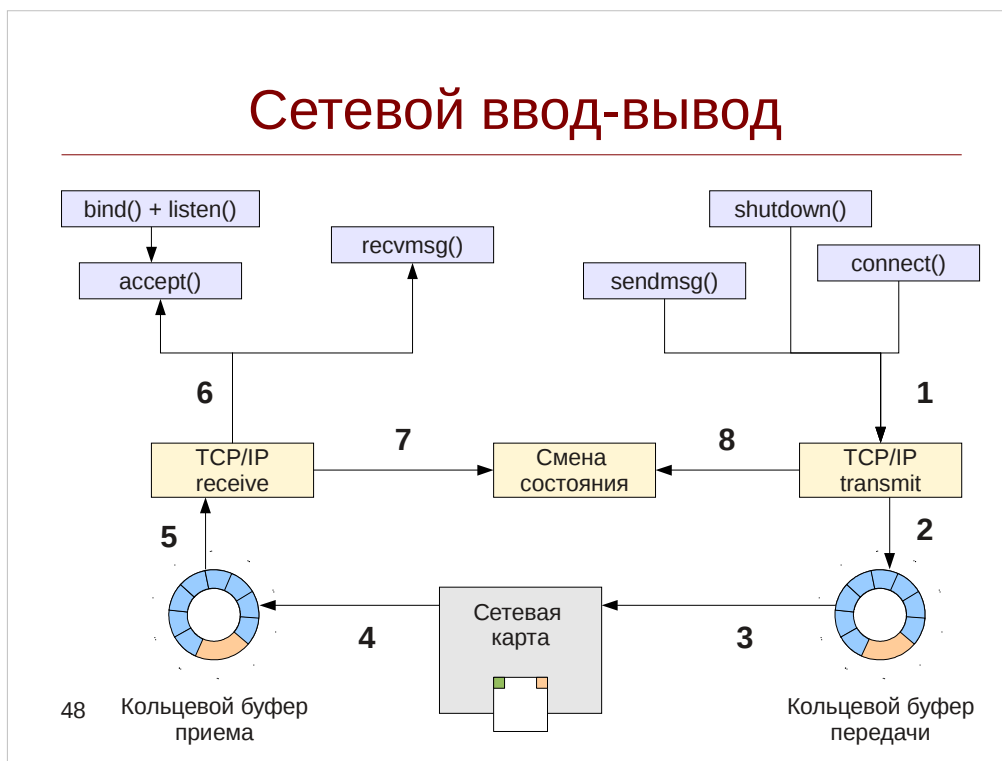 Сетевой ввод-вывод
bind() + listen()
accept()
recvmsg()
shutdown()
sendmsg()
connect()
6
1
TCP/IP
receive
7
Смена
состояния
8
TCP/IP
transmit
5
2
Сетевая
карта
4
3
Кольцевой буфер
приема
Кольцевой буфер
передачи
48